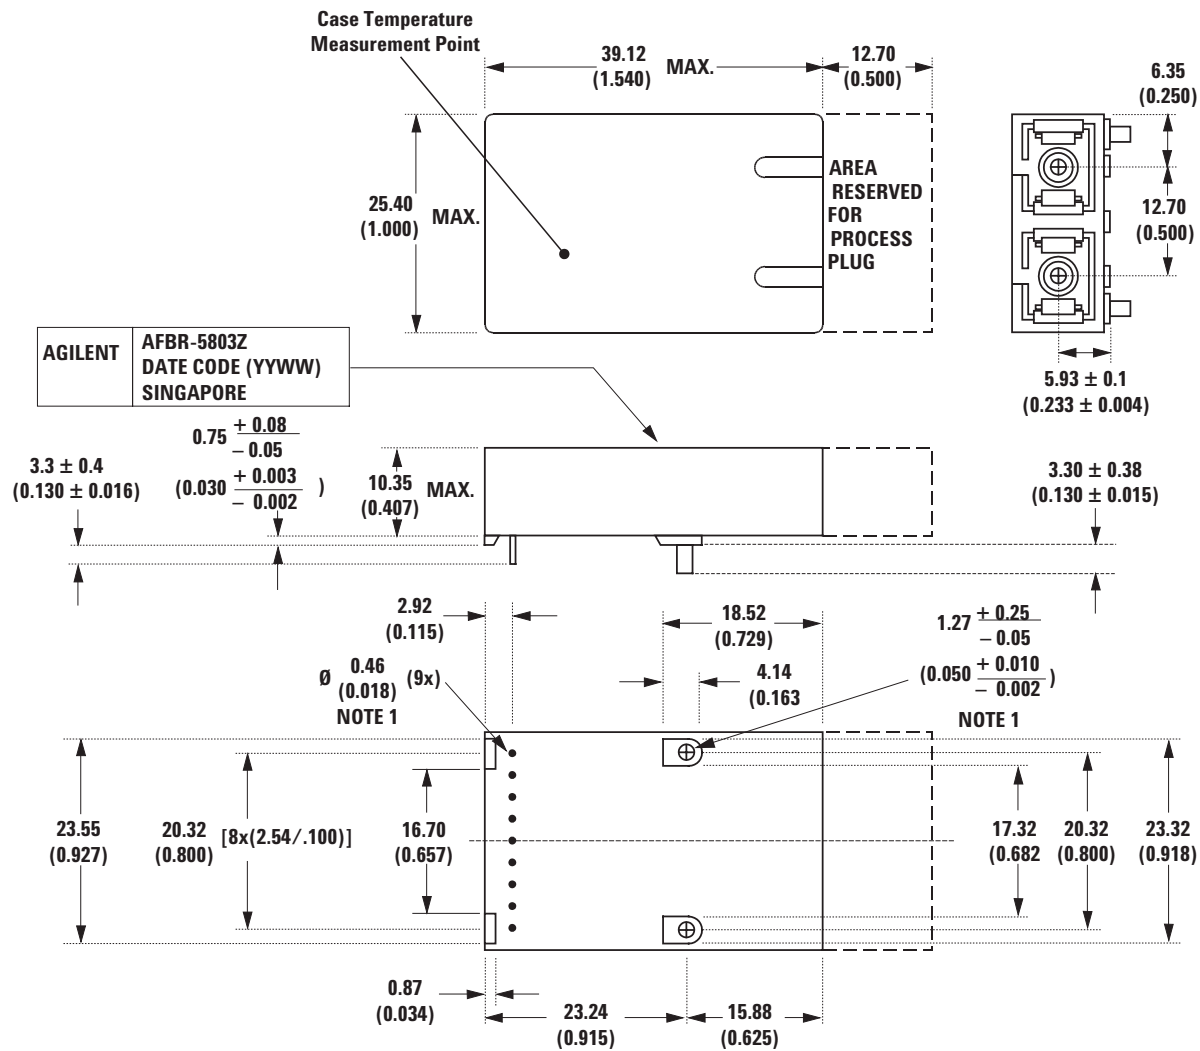 Case Temperature
Measurement Point
39.12
(1.540)
MAX.
12.70
(0.500)
6.35
(0.250)
25.40
(1.000)
MAX.
AREA
RESERVED
FOR
PROCESS
PLUG
12.70
(0.500)
5.93 ± 0.1
(0.233 ± 0.004)
AGILENT
AFBR-5803Z
DATE CODE (YYWW)
SINGAPORE
3.3 ± 0.4
(0.130 ± 0.016)
0.75 + 0.08
– 0.05
(0.030 + 0.003
– 0.002 )
10.35
(0.407)
MAX.
3.30 ± 0.38
(0.130 ± 0.015)
2.92
(0.115)
18.52
(0.729)
1.27 + 0.25
– 0.05
(0.050 + 0.010
– 0.002 )
NOTE 1
Ø 0.46
(0.018) (9x)
NOTE 1
4.14
(0.163
23.55
(0.927)
20.32
(0.800)
[8x(2.54/.100)]
16.70
(0.657)
17.32
(0.682
20.32
(0.800)
23.32
(0.918)
0.87
(0.034)
23.24
(0.915)
15.88
(0.625)